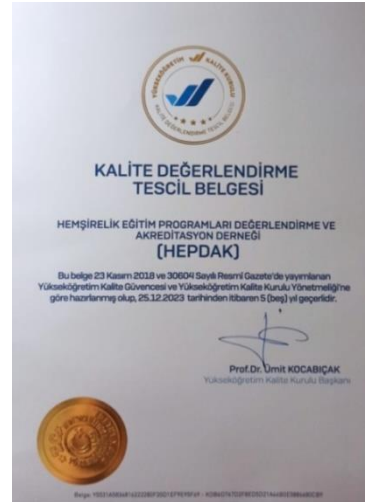 YÜKSEKÖĞRETİM KALİTE KURULU
KALİTE DEĞERLENDİRME TESCİL BELGESİ
KALİTE DEĞERLENDİRME
TESCİL BELGESİ
HEMŞİRELİK EĞİTİM PROGRAMLARI DEĞERLENDİRME VE
AKREDİTASYON DERNEĞİ
(HEPDAK)
Bu belge 23 Kasım 2018 ve 30604 Sayılı Resmî Gazete'de yayımlanan
Yükseköğretim Kalite Güvencesi ve Yükseköğretim Kalite Kurulu Yönetmeliği'ne
göre hazırlanmış olup, 25.12.2023 tarihinden itibaren 5 (beş) yıl geçerlidir.
Prof.Dr. Ümit KOCABIÇAK
Yükseköğretim Kalite Kurulu Başkanı
Belge